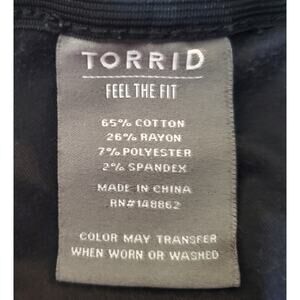 TORRID
FEEL THE FIT
65% COTTON
26% RAYON
7% POLYESTER
2% SPANDEX
MADE IN CHINA
RN#148862
COLOR MAY TRANSFER
WHEN WORN OR WASHED